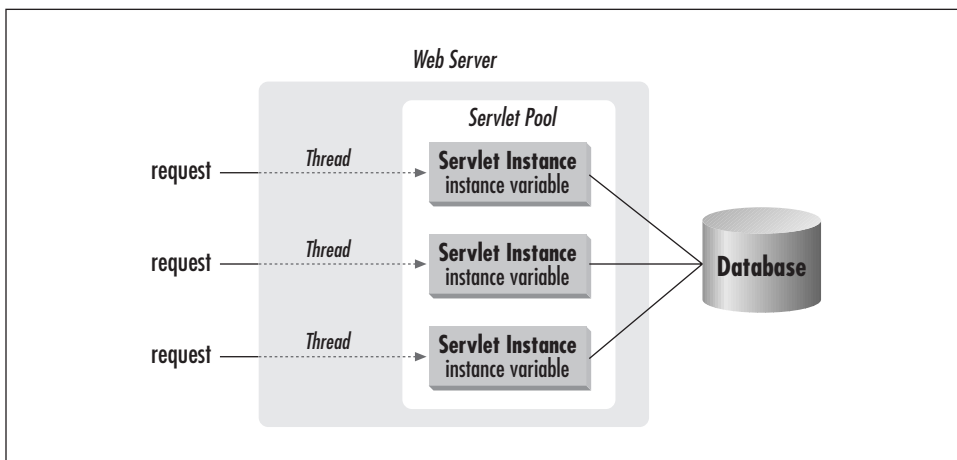 Web Server
Servlet Pool
request
Thread
Servlet Instance
instance variable
request
Thread
Servlet Instance
instance variable
Database
request
Thread
Servlet Instance
instance variable